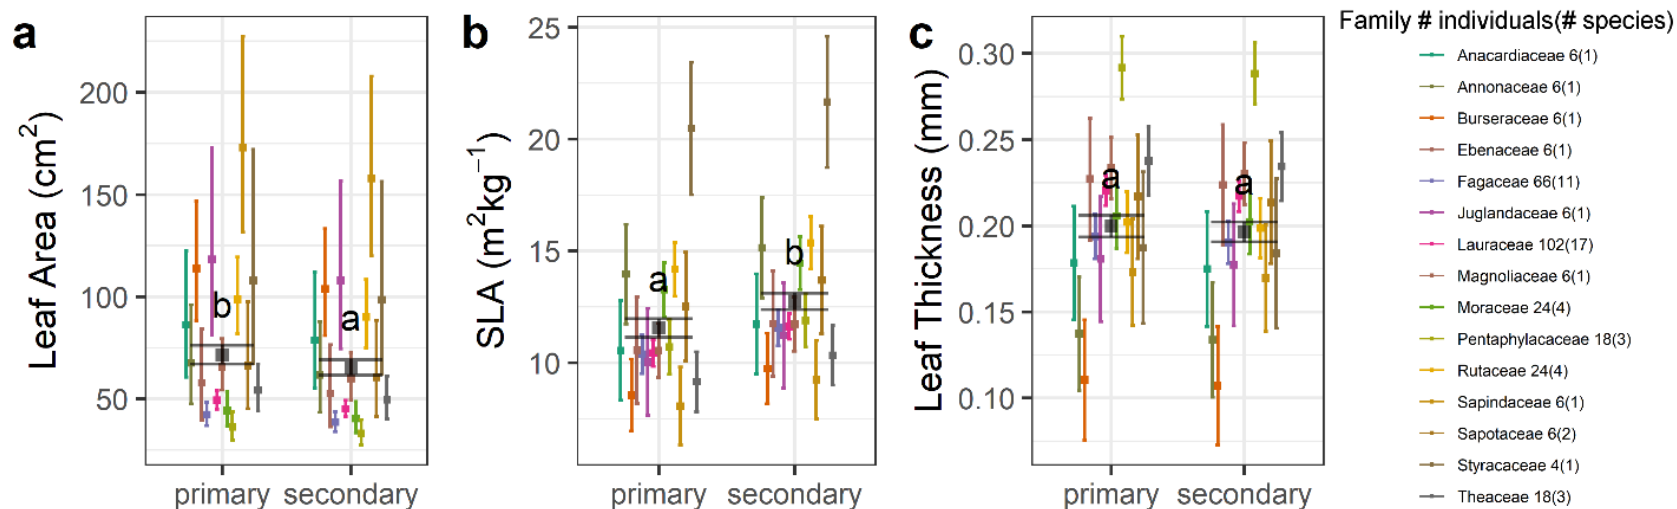 a
Leaf Area (cm²)
200
150
100
50
b
a
primary
secondary
b
SLA (m²kg⁻¹)
25
20
15
10
a
b
primary
secondary
c
Leaf Thickness (mm)
0.30
0.25
0.20
0.15
0.10
a
a
primary
secondary
Family # individuals(# species)
Anacardiaceae 6(1)
Annonaceae 6(1)
Burseraceae 6(1)
Ebenaceae 6(1)
Fagaceae 66(11)
Juglandaceae 6(1)
Lauraceae 102(17)
Magnoliaceae 6(1)
Moraceae 24(4)
Pentaphylacaceae 18(3)
Rutaceae 24(4)
Sapindaceae 6(1)
Sapotaceae 6(2)
Styracaceae 4(1)
Theaceae 18(3)